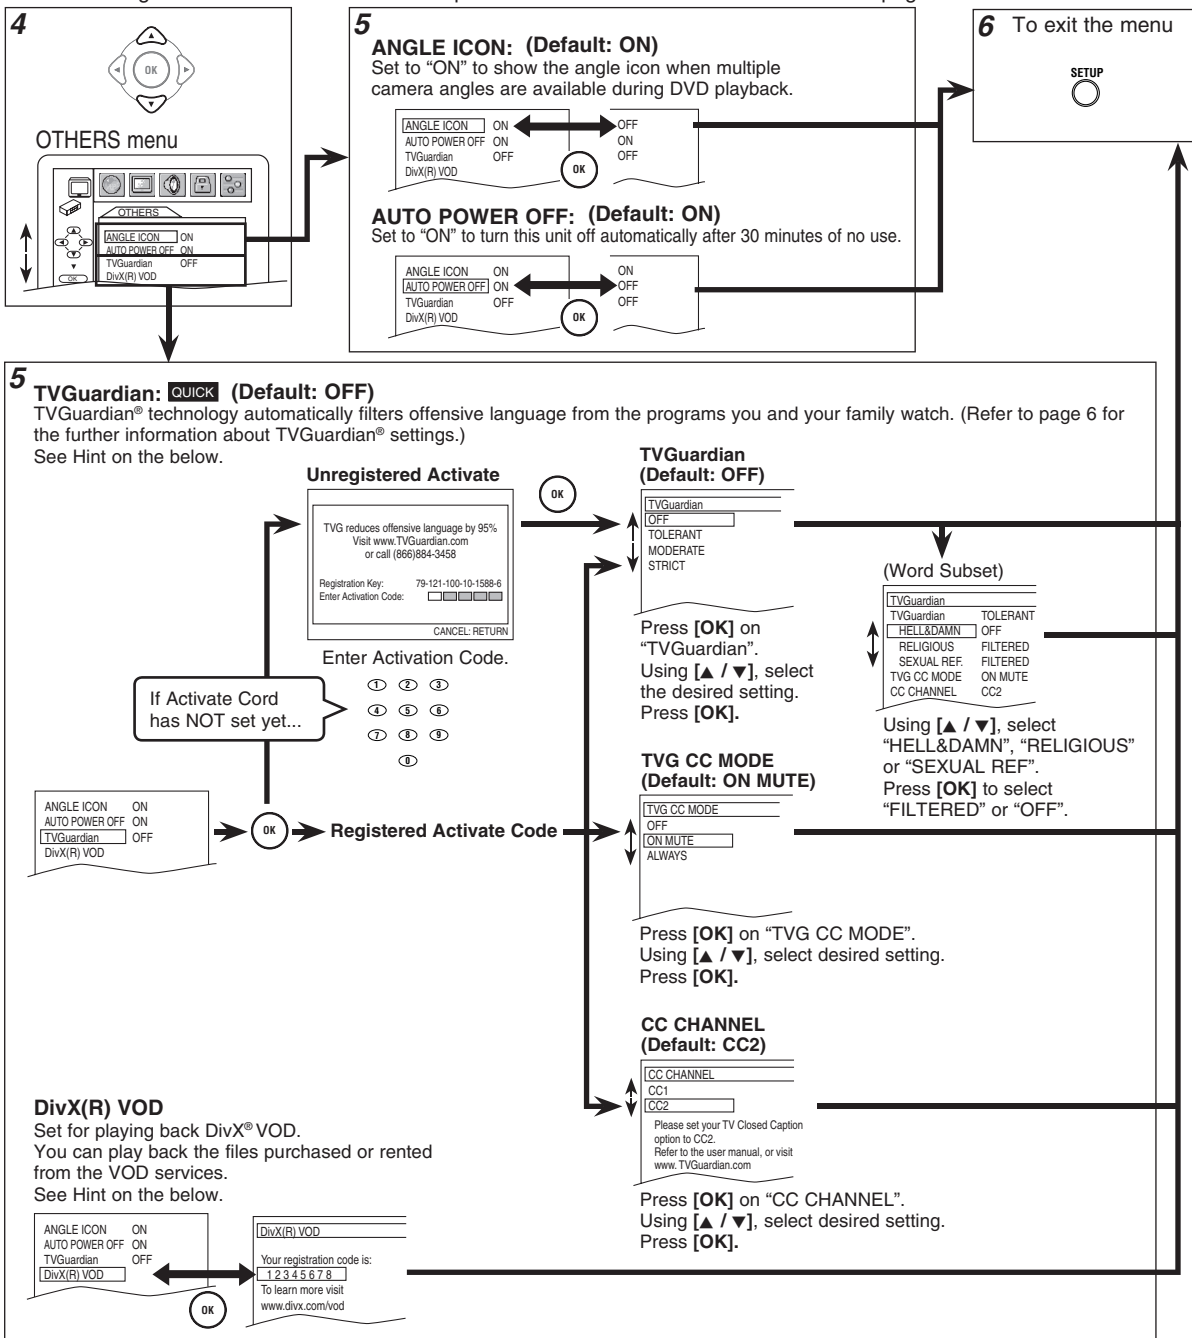 4
OK
OTHERS menu
OTHERS
ANGLE ICON ON
AUTO POWER OFF ON
TVGuardian OFF
DivX(R) VOD
OK
5
ANGLE ICON: (Default: ON)
Set to “ON” to show the angle icon when multiple
camera angles are available during DVD playback.
ANGLE ICON ON OFF
AUTO POWER OFF ON ON
TVGuardian OFF OFF
DivX(R) VOD
OK
AUTO POWER OFF: (Default: ON)
Set to “ON” to turn this unit off automatically after 30 minutes of no use.
ANGLE ICON ON ON
AUTO POWER OFF ON OFF
TVGuardian OFF OFF
DivX(R) VOD
OK
6 To exit the menu
SETUP
5
TVGuardian: QUICK (Default: OFF)
TVGuardian® technology automatically filters offensive language from the programs you and your family watch. (Refer to page 6 for
the further information about TVGuardian® settings.)
See Hint on the below.
Unregistered Activate
TVG reduces offensive language by 95%
Visit www.TVGuardian.com
or call (866)884-3458
Registration Key: 79-121-100-10-1588-6
Enter Activation Code:
CANCEL: RETURN
OK
Enter Activation Code.
1 2 3
4 5 6
7 8 9
0
If Activate Cord
has NOT set yet...
ANGLE ICON ON
AUTO POWER OFF ON
TVGuardian OFF
DivX(R) VOD
OK
Registered Activate Code
TVGuardian
(Default: OFF)
TVGuardian
OFF
TOLERANT
MODERATE
STRICT
Press [OK] on
“TVGuardian”.
Using [▲ / ▼], select
the desired setting.
Press [OK].
(Word Subset)
TVGuardian
TVGuardian TOLERANT
HELL&DAMN OFF
RELIGIOUS FILTERED
SEXUAL REF. FILTERED
TVG CC MODE ON MUTE
CC CHANNEL CC2
Using [▲ / ▼], select
“HELL&DAMN”, “RELIGIOUS”
or “SEXUAL REF”.
Press [OK] to select
“FILTERED” or “OFF”.
TVG CC MODE
(Default: ON MUTE)
TVG CC MODE
OFF
ON MUTE
ALWAYS
Press [OK] on “TVG CC MODE”.
Using [▲ / ▼], select desired setting.
Press [OK].
CC CHANNEL
(Default: CC2)
CC CHANNEL
CC1
CC2
Please set your TV Closed Caption
option to CC2.
Refer to the user manual, or visit
www. TVGuardian.com
Press [OK] on “CC CHANNEL”.
Using [▲ / ▼], select desired setting.
Press [OK].
DivX(R) VOD
Set for playing back DivX® VOD.
You can play back the files purchased or rented
from the VOD services.
See Hint on the below.
ANGLE ICON ON
AUTO POWER OFF ON
TVGuardian OFF
DivX(R) VOD
OK
DivX(R) VOD
Your registration code is:
1 2 3 4 5 6 7 8
To learn more visit
www.divx.com/vod